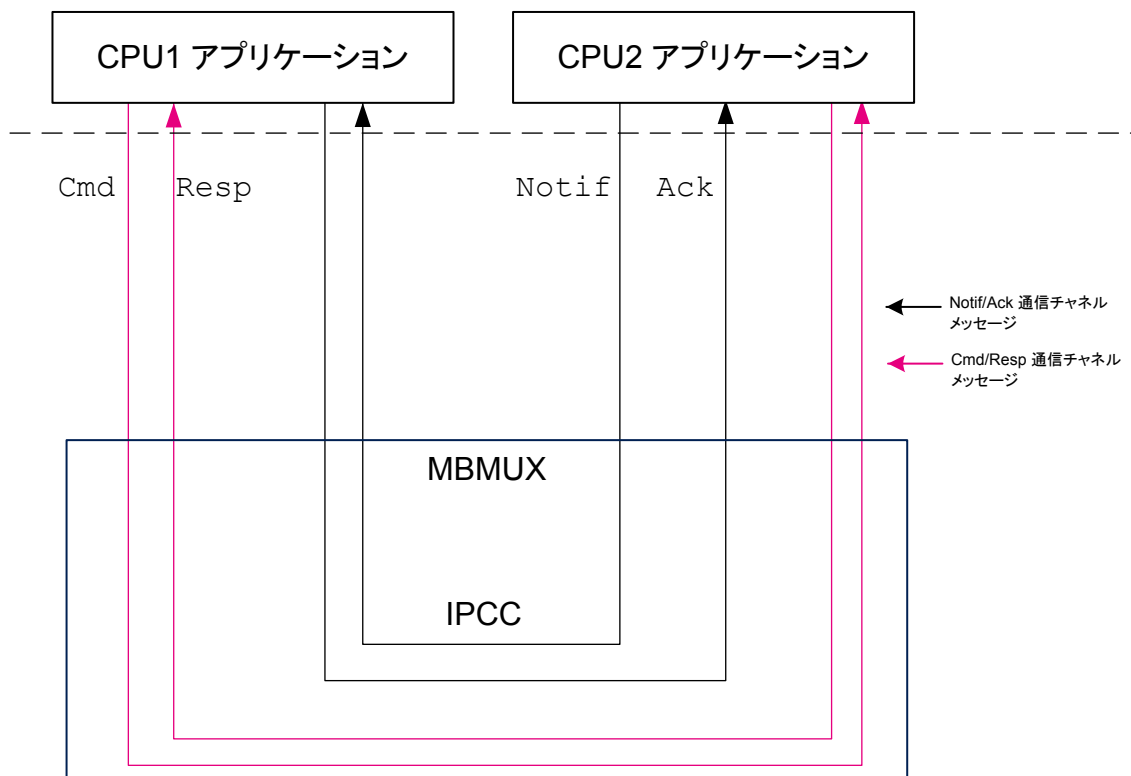 CPU1 アプリケーション
CPU2 アプリケーション
Cmd
Resp
Notif
Ack
Notif/Ack 通信チャネル
メッセージ
Cmd/Resp 通信チャネル
メッセージ
MBMUX
IPCC